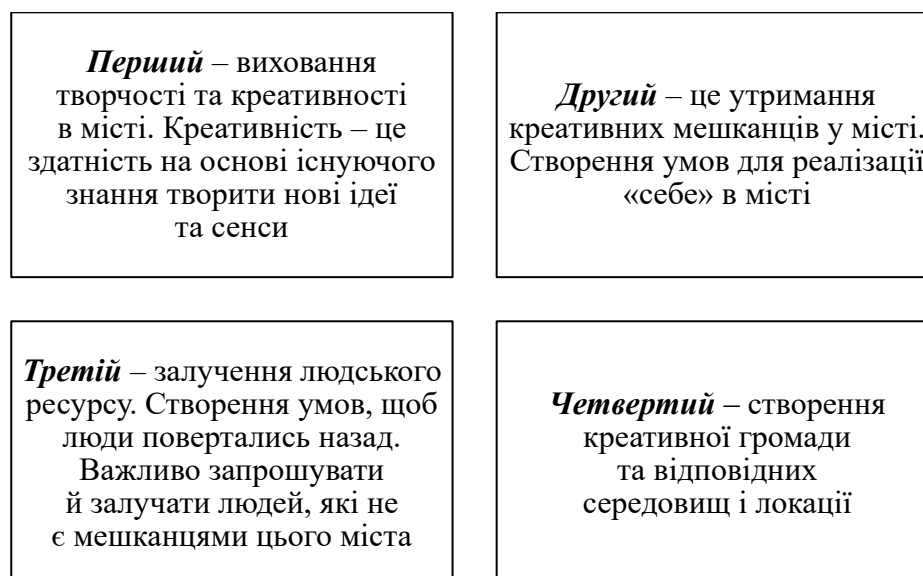 Перший – виховання
творчості та креативності
в місті. Креативність – це
здатність на основі існуючого
знання творити нові ідеї
та сенси
Другий – це утримання
креативних мешканців у місті.
Створення умов для реалізації
«себе» в місті
Третій – залучення людського
ресурсу. Створення умов, щоб
люди повертались назад.
Важливо запрошувати
й залучати людей, які не
є мешканцями цього міста
Четвертий – створення
креативної громади
та відповідних
середовищ і локації